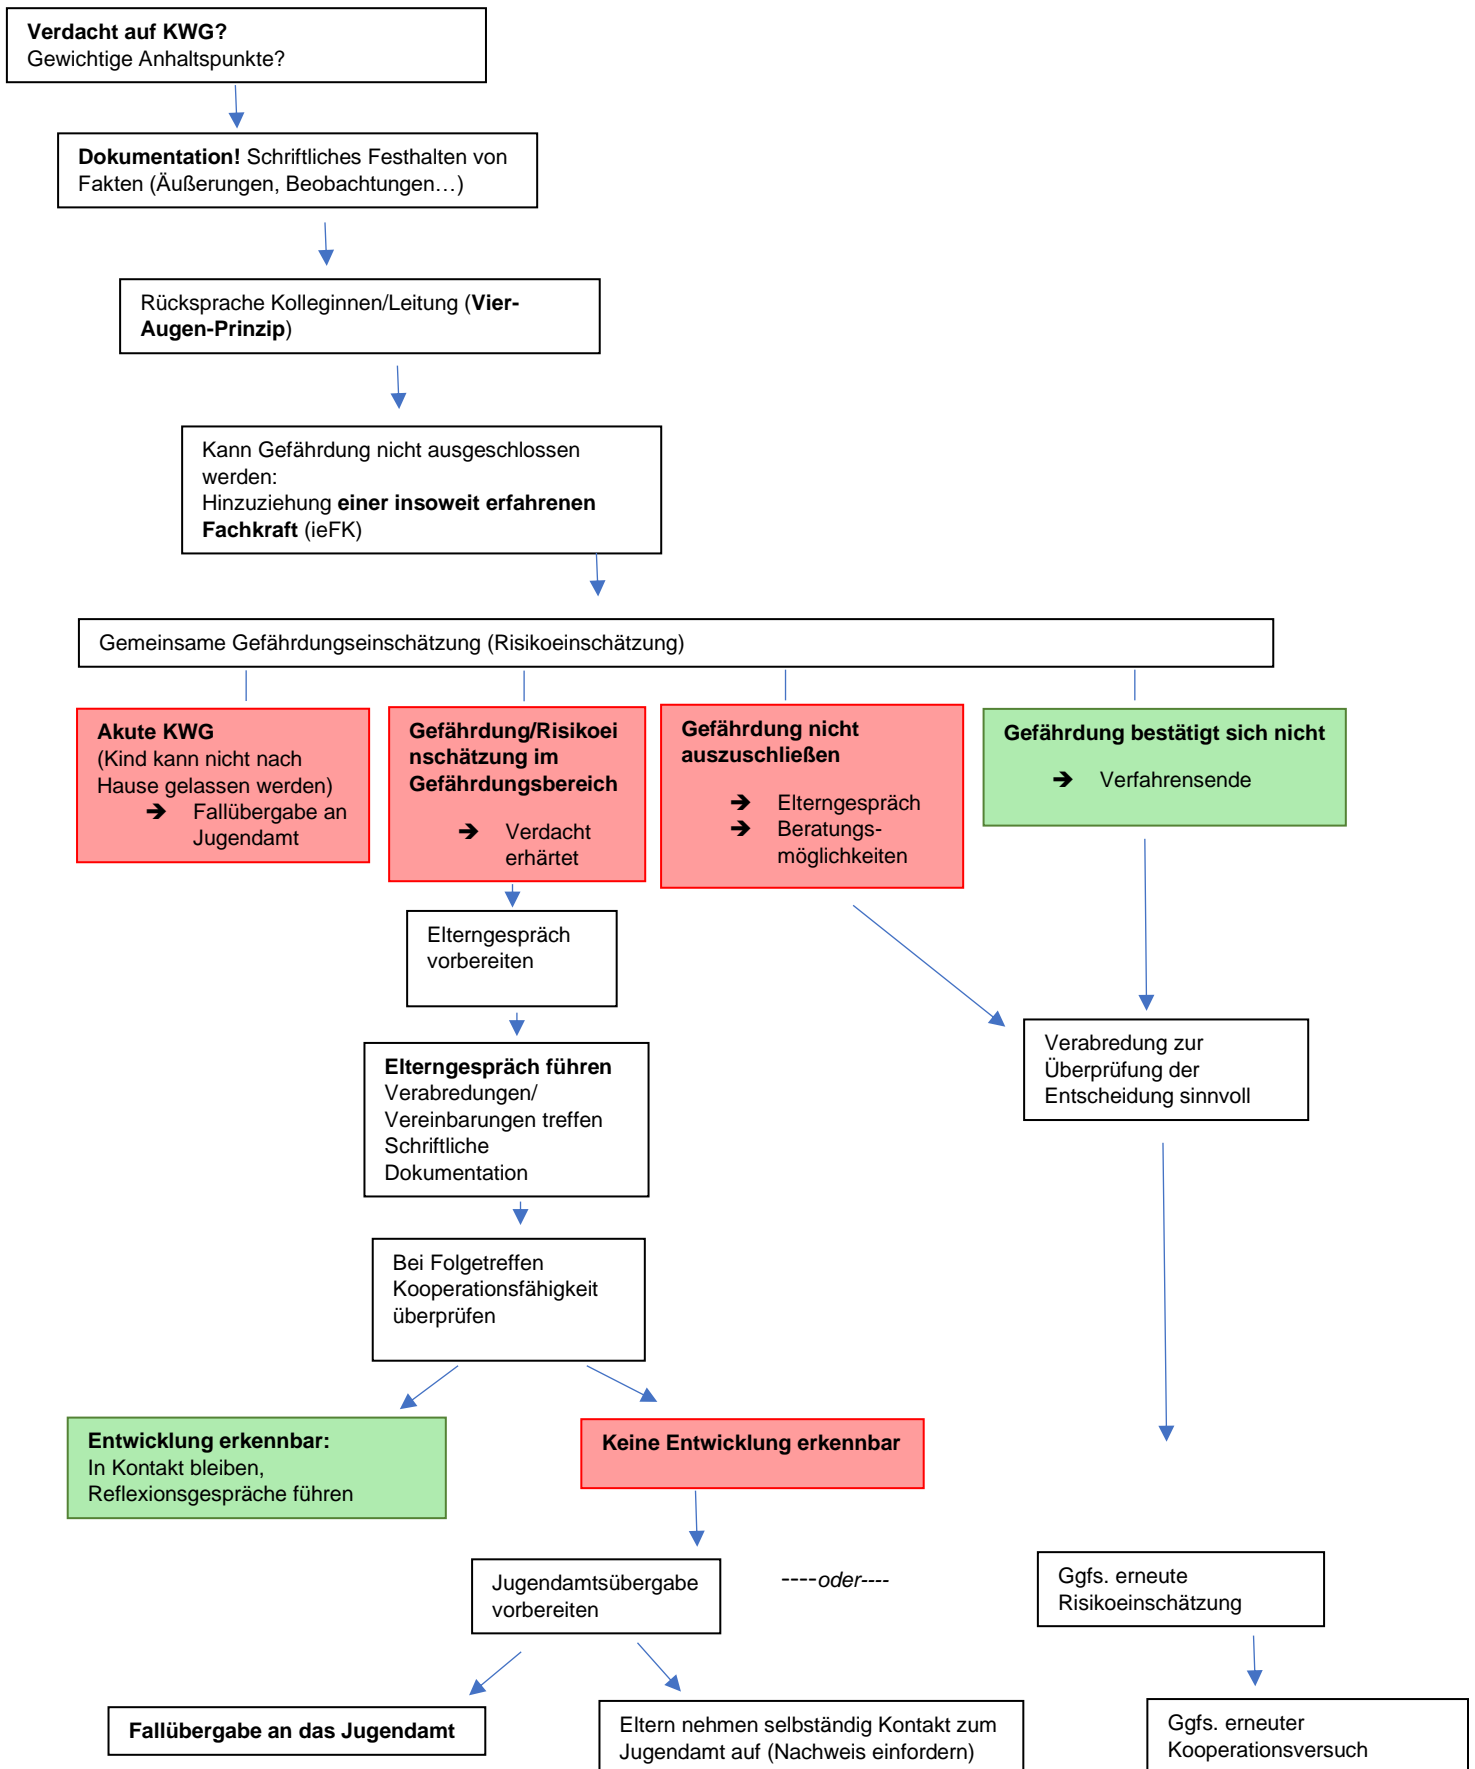 Verdacht auf KWG?
Gewichtige Anhaltspunkte?
Dokumentation! Schriftliches Festhalten von
Fakten (Äußerungen, Beobachtungen…)
Rücksprache Kolleginnen/Leitung (Vier-
Augen-Prinzip)
Kann Gefährdung nicht ausgeschlossen
werden:
Hinzuziehung einer insoweit erfahrenen
Fachkraft (ieFK)
Gemeinsame Gefährdungseinschätzung (Risikoeinschätzung)
Akute KWG
(Kind kann nicht nach
Hause gelassen werden)
➔ Fallübergabe an
Jugendamt
Gefährdung/Risikoei
nschätzung im
Gefährdungsbereich
➔ Verdacht
erhärtet
Gefährdung nicht
auszuschließen
➔ Elterngespräch
➔ Beratungs-
möglichkeiten
Gefährdung bestätigt sich nicht
➔ Verfahrensende
Elterngespräch
vorbereiten
Elterngespräch führen
Verabredungen/
Vereinbarungen treffen
Schriftliche
Dokumentation
Verabredung zur
Überprüfung der
Entscheidung sinnvoll
Bei Folgetreffen
Kooperationsfähigkeit
überprüfen
Entwicklung erkennbar:
In Kontakt bleiben,
Reflexionsgespräche führen
Keine Entwicklung erkennbar
Jugendamtsübergabe
vorbereiten
----oder----
Ggfs. erneute
Risikoeinschätzung
Fallübergabe an das Jugendamt
Eltern nehmen selbständig Kontakt zum
Jugendamt auf (Nachweis einfordern)
Ggfs. erneuter
Kooperationsversuch